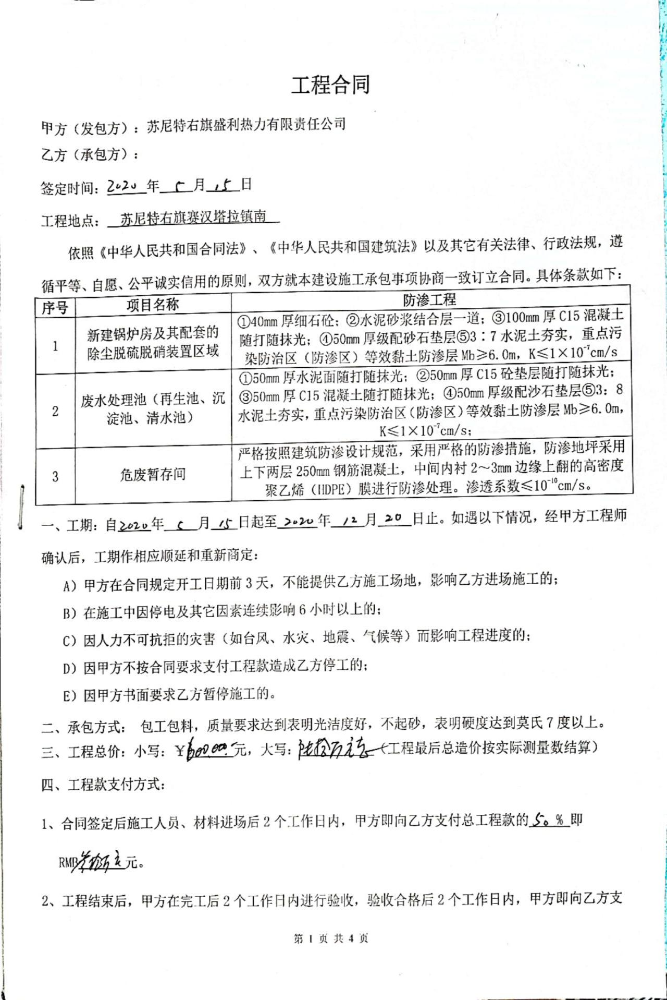 工程合同
甲方（发包方）：苏尼特右旗盛利热力有限责任公司
乙方（承包方）：
签定时间：2020 年 5 月 15 日
工程地点： 苏尼特右旗赛汉塔拉镇南
依照《中华人民共和国合同法》、《中华人民共和国建筑法》以及其它有关法律、行政法规，遵
循平等、自愿、公平诚实信用的原则，双方就本建设施工承包事项协商一致订立合同。具体条款如下：
序号 项目名称 防渗工程
1 新建锅炉房及其配套的
除尘脱硫脱硝装置区域
①40mm 厚细石砼；②水泥砂浆结合层一道；③100mm 厚 C15 混凝土
随打随抹光；④50mm 厚级配砂石垫层⑤3∶7 水泥土夯实，重点污
染防治区（防渗区）等效黏土防渗层 Mb≥6.0m，K≤1×10⁻⁷cm/s
2 废水处理池（再生池、沉
淀池、清水池）
①50mm 厚水泥面随打随抹光；②50mm 厚 C15 砼垫层随打随抹光；
③50mm 厚 C15 混凝土随打随抹光；④50mm 厚级配沙石垫层⑤3：8
水泥土夯实，重点污染防治区（防渗区）等效黏土防渗层 Mb≥6.0m，
K≤1×10⁻⁷cm/s；
3 危废暂存间
严格按照建筑防渗设计规范，采用严格的防渗措施，防渗地坪采用
上下两层 250mm 钢筋混凝土，中间内衬 2～3mm 边缘上翻的高密度
聚乙烯（HDPE）膜进行防渗处理。渗透系数≤10⁻¹⁰cm/s。
一、工期：自 2020 年 5 月 15 日起至 2020 年 12 月 20 日止。如遇以下情况，经甲方工程师
确认后，工期作相应顺延和重新商定：
A）甲方在合同规定开工日期前 3 天，不能提供乙方施工场地，影响乙方进场施工的；
B）在施工中因停电及其它因素连续影响 6 小时以上的；
C）因人力不可抗拒的灾害（如台风、水灾、地震、气候等）而影响工程进度的；
D）因甲方不按合同要求支付工程款造成乙方停工的；
E）因甲方书面要求乙方暂停施工的。
二、承包方式： 包工包料，质量要求达到表明光洁度好，不起砂，表明硬度达到莫氏 7 度以上。
三、工程总价：小写：￥600000.元，大写：陆拾万元（工程最后总造价按实际测量数结算）
四、工程款支付方式：
1、合同签定后施工人员、材料进场后 2 个工作日内，甲方即向乙方支付总工程款的 50 % 即
RMB叁拾万元元。
2、工程结束后，甲方在完工后 2 个工作日内进行验收，验收合格后 2 个工作日内，甲方即向乙方支
第 1 页 共 4 页